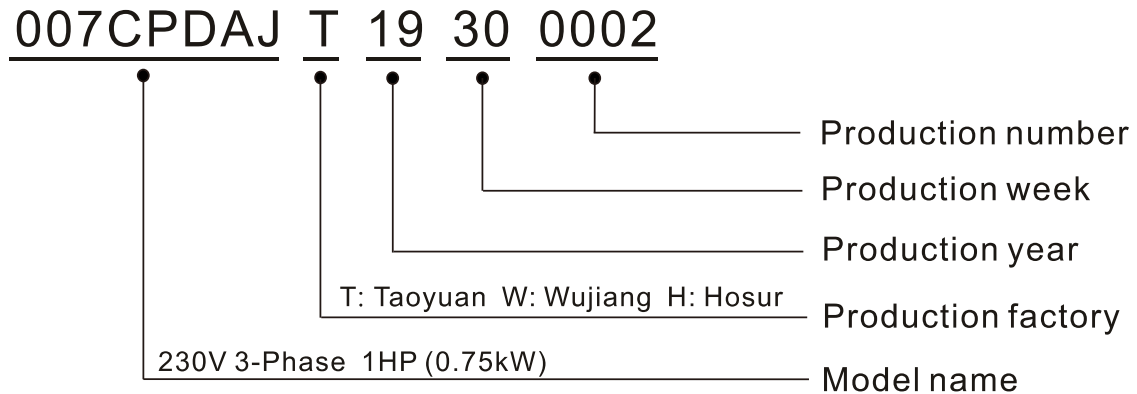 007CPDAJ T 19 30 0002
Production number
Production week
Production year
T: Taoyuan W: Wujiang H: Hosur
Production factory
230V 3-Phase 1HP (0.75kW)
Model name